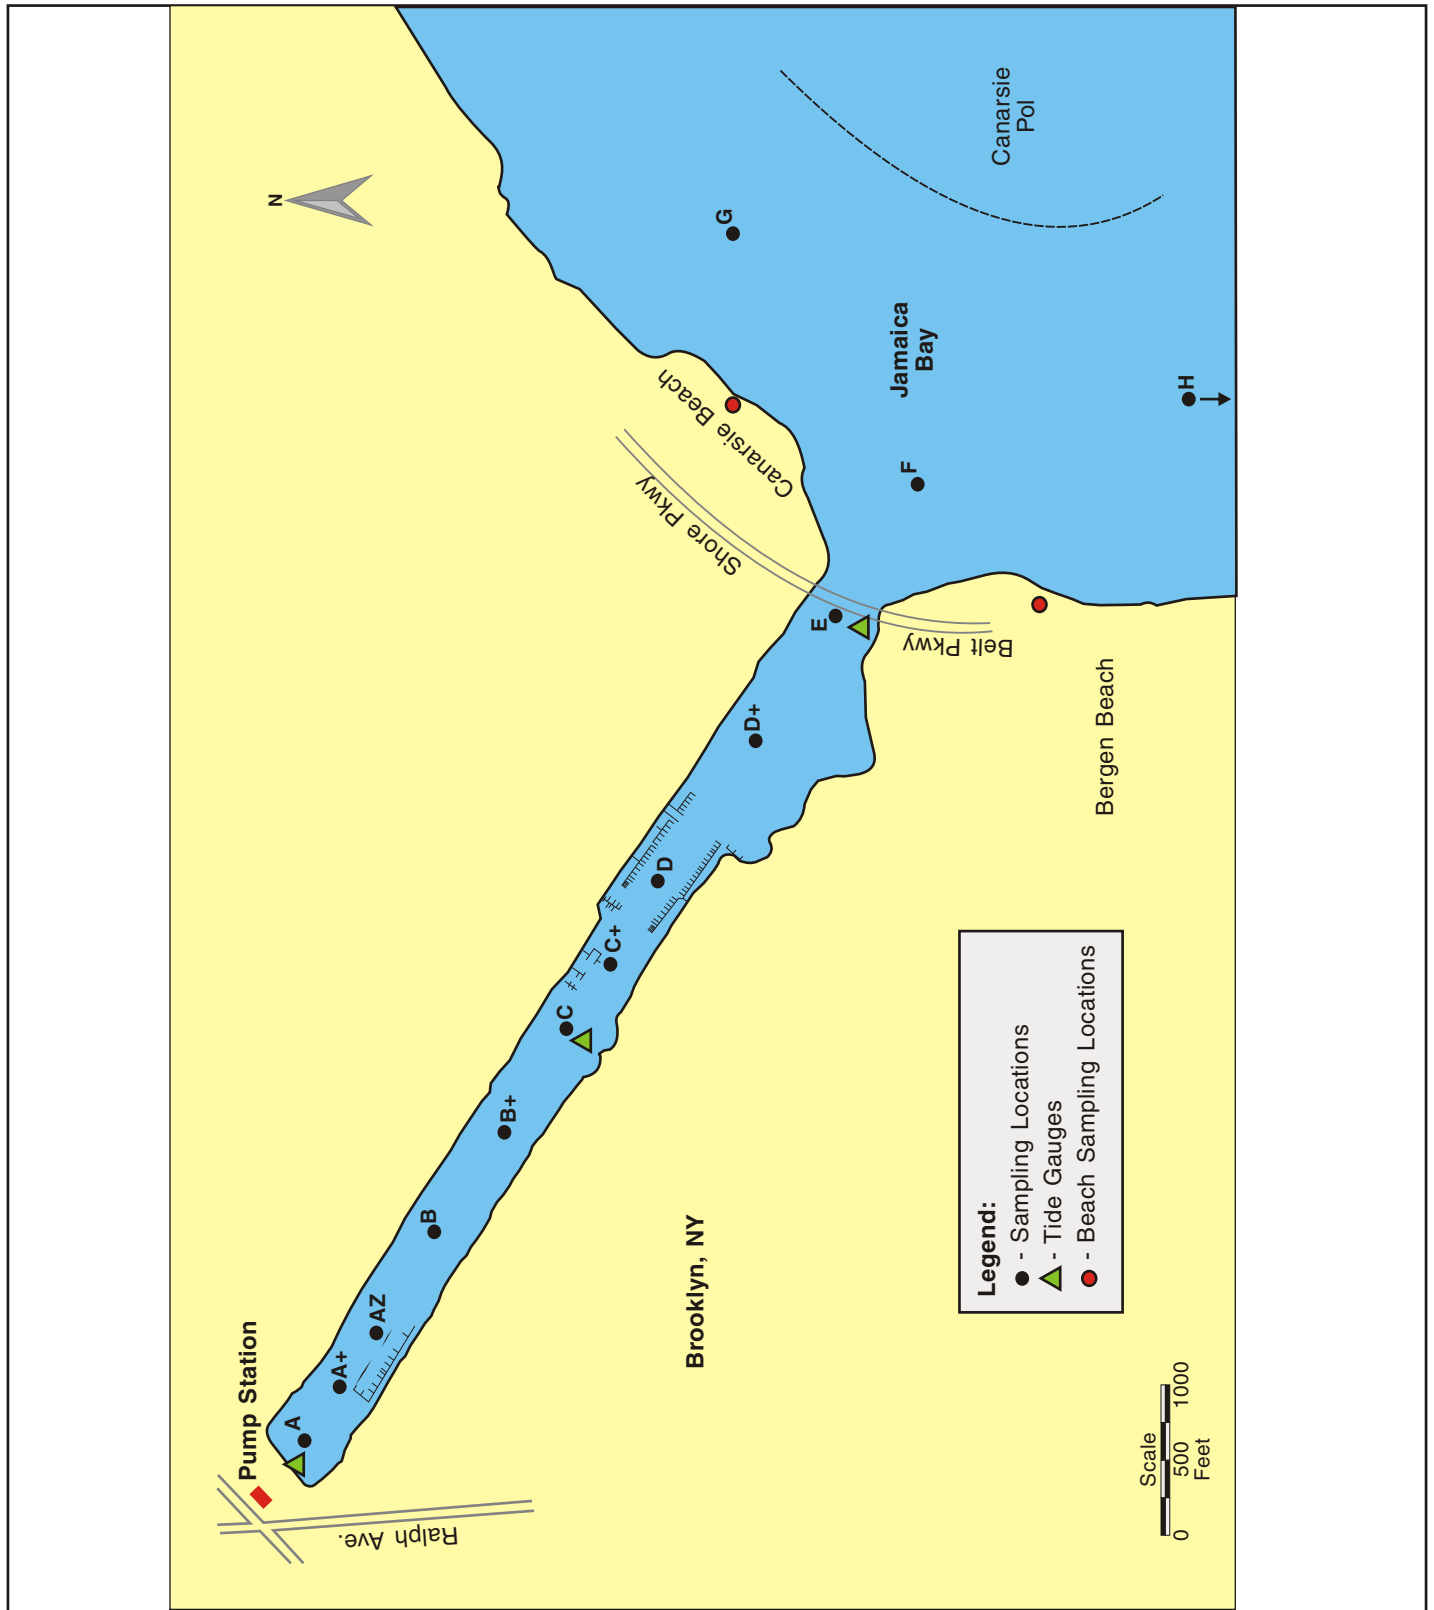 Pump Station
Ralph Ave.
A
A+
AZ
B
B+
C
C+
D
D+
E
F
G
H
N
Shore Pkwy
Belt Pkwy
Canarsie Beach
Bergen Beach
Jamaica
Bay
Canarsie
Pol
Brooklyn, NY
Legend:
- Sampling Locations
- Tide Gauges
- Beach Sampling Locations
Scale
0 500 1000
Feet